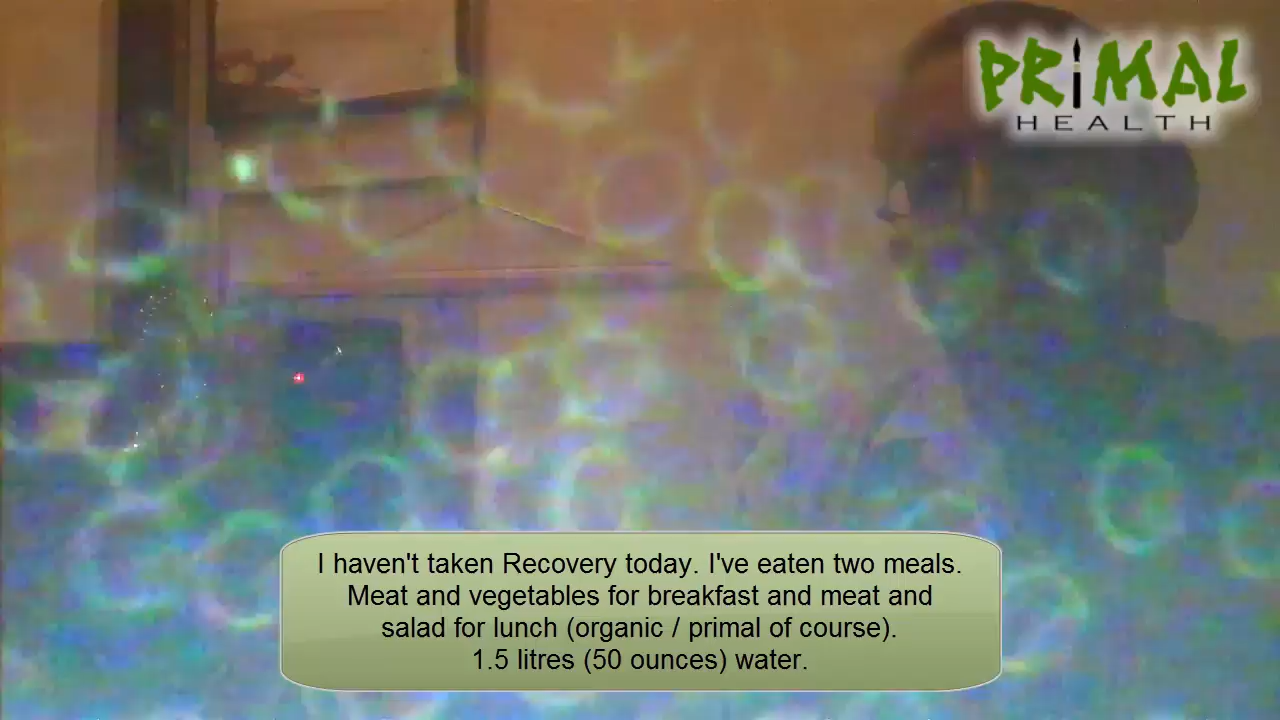 PRiMAL
HEALTH
I haven't taken Recovery today. I've eaten two meals.
Meat and vegetables for breakfast and meat and
salad for lunch (organic / primal of course).
1.5 litres (50 ounces) water.